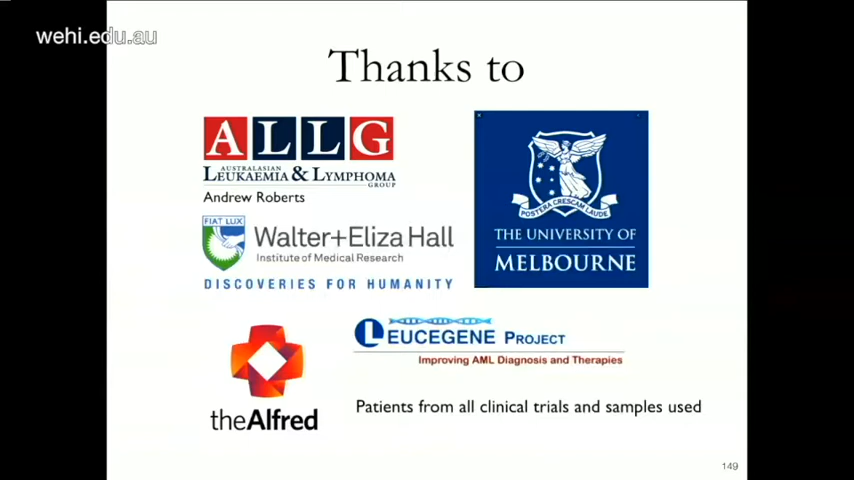 wehi.edu.au
Thanks to
ALLG
AUSTRALASIAN
LEUKAEMIA & LYMPHOMA
GROUP
Andrew Roberts
FIAT LUX
Walter+Eliza Hall
Institute of Medical Research
DISCOVERIES FOR HUMANITY
POSTERA CRESCAM LAUDE
THE UNIVERSITY OF
MELBOURNE
LEUCEGENE PROJECT
Improving AML Diagnosis and Therapies
theAlfred
Patients from all clinical trials and samples used
149